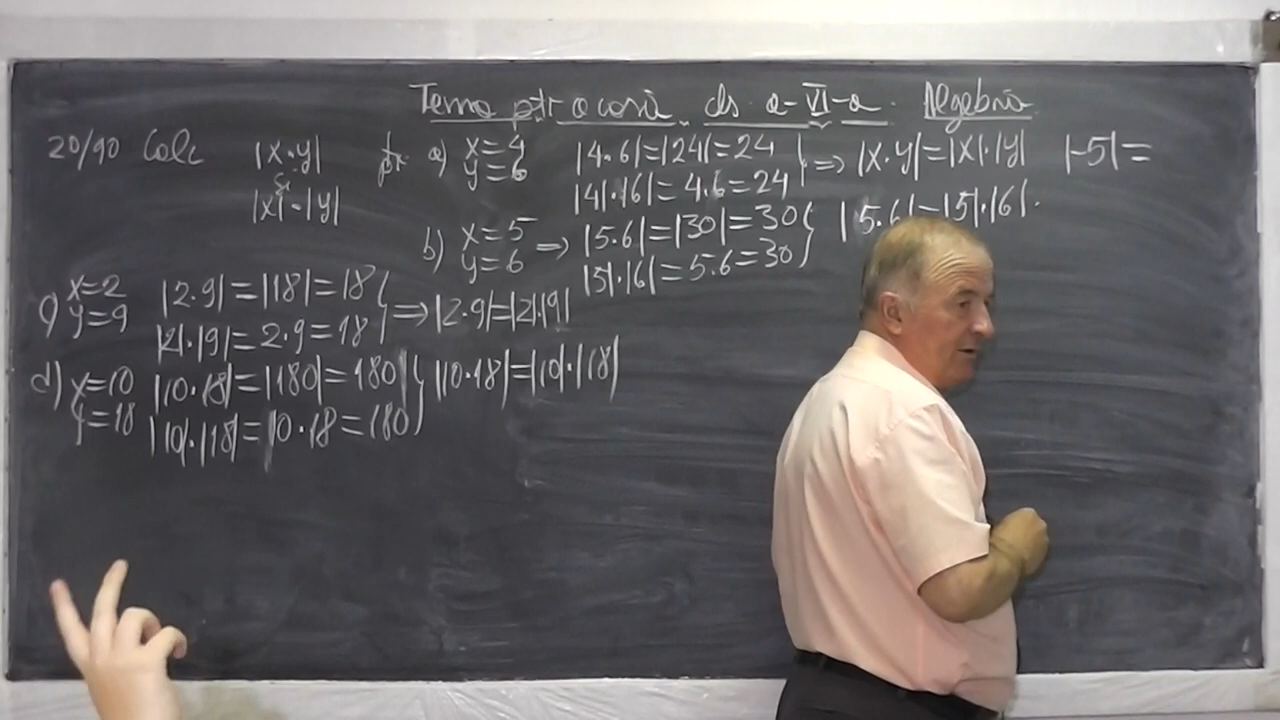 Tema ptr acasă cls a-VI-a Algebră
20/90 Calc |x·y| și |x|·|y| ptr
a) x=4 y=6 |4·6|=|24|=24 |4|·|6|=4·6=24 => |x·y|=|x|·|y| |-5|=
b) x=5 y=6 => |5·6|=|30|=30 |5|·|6|=5·6=30 |5·6|=|5|·|6|.
c) x=2 y=9 |2·9|=|18|=18 |2|·|9|=2·9=18 => |2·9|=|2|·|9|
d) x=10 y=18 |10·18|=|180|=180 |10|·|18|=10·18=180 |10·18|=|10|·|18|